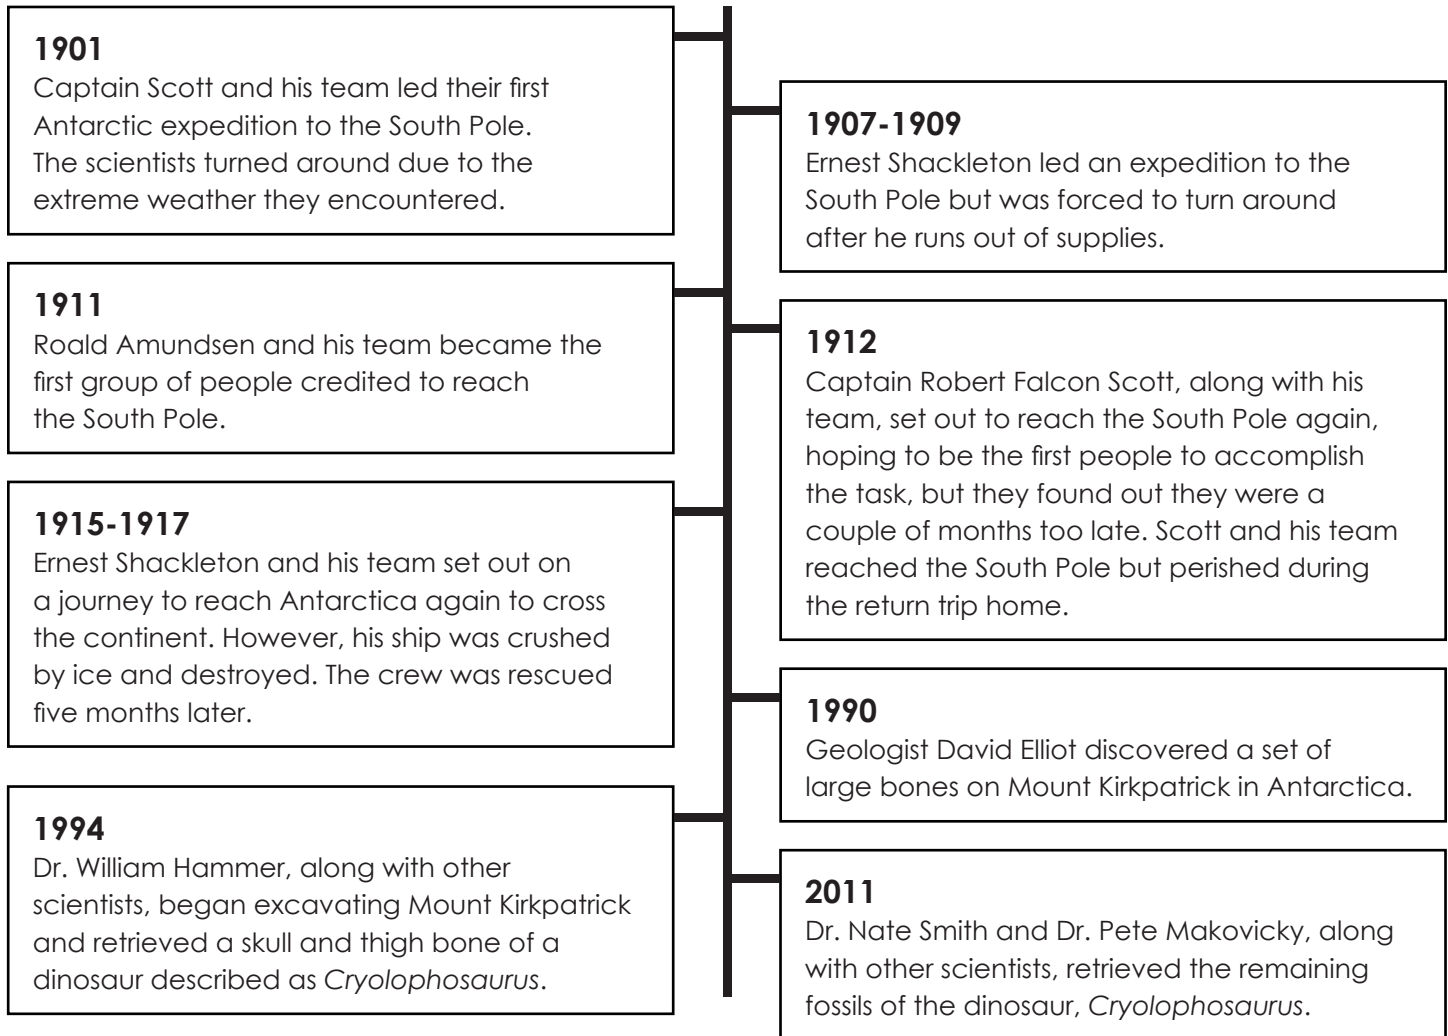 1901
Captain Scott and his team led their first
Antarctic expedition to the South Pole.
The scientists turned around due to the
extreme weather they encountered.
1907-1909
Ernest Shackleton led an expedition to the
South Pole but was forced to turn around
after he runs out of supplies.
1911
Roald Amundsen and his team became the
first group of people credited to reach
the South Pole.
1912
Captain Robert Falcon Scott, along with his
team, set out to reach the South Pole again,
hoping to be the first people to accomplish
the task, but they found out they were a
couple of months too late. Scott and his team
reached the South Pole but perished during
the return trip home.
1915-1917
Ernest Shackleton and his team set out on
a journey to reach Antarctica again to cross
the continent. However, his ship was crushed
by ice and destroyed. The crew was rescued
five months later.
1990
Geologist David Elliot discovered a set of
large bones on Mount Kirkpatrick in Antarctica.
1994
Dr. William Hammer, along with other
scientists, began excavating Mount Kirkpatrick
and retrieved a skull and thigh bone of a
dinosaur described as Cryolophosaurus.
2011
Dr. Nate Smith and Dr. Pete Makovicky, along
with other scientists, retrieved the remaining
fossils of the dinosaur, Cryolophosaurus.